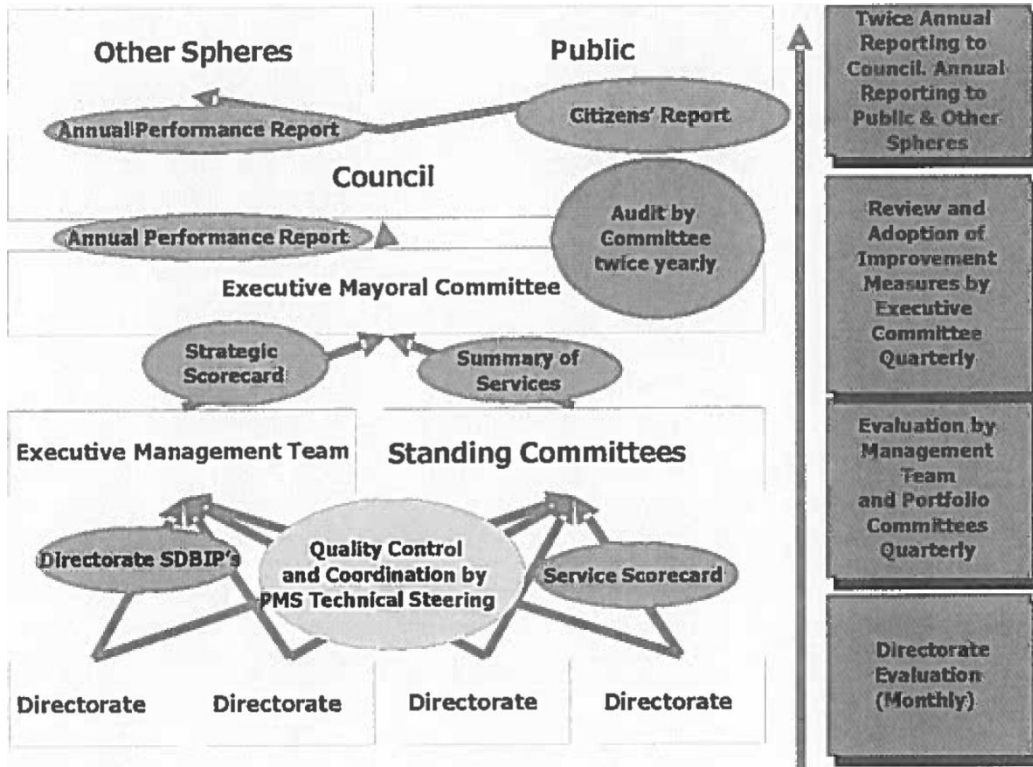 Other Spheres
Public
Annual Performance Report
Citizens' Report
Council
Annual Performance Report
Audit by
Committee
twice yearly
Executive Mayoral Committee
Strategic
Scorecard
Summary of
Services
Executive Management Team
Standing Committees
Directorate SDBIP's
Quality Control
and Coordination by
PMS Technical Steering
Service Scorecard
Directorate
Directorate
Directorate
Directorate
Twice Annual
Reporting to
Council. Annual
Reporting to
Public & Other
Spheres
Review and
Adoption of
Improvement
Measures by
Executive
Committee
Quarterly
Evaluation by
Management
Team
and Portfolio
Committees
Quarterly
Directorate
Evaluation
(Monthly)